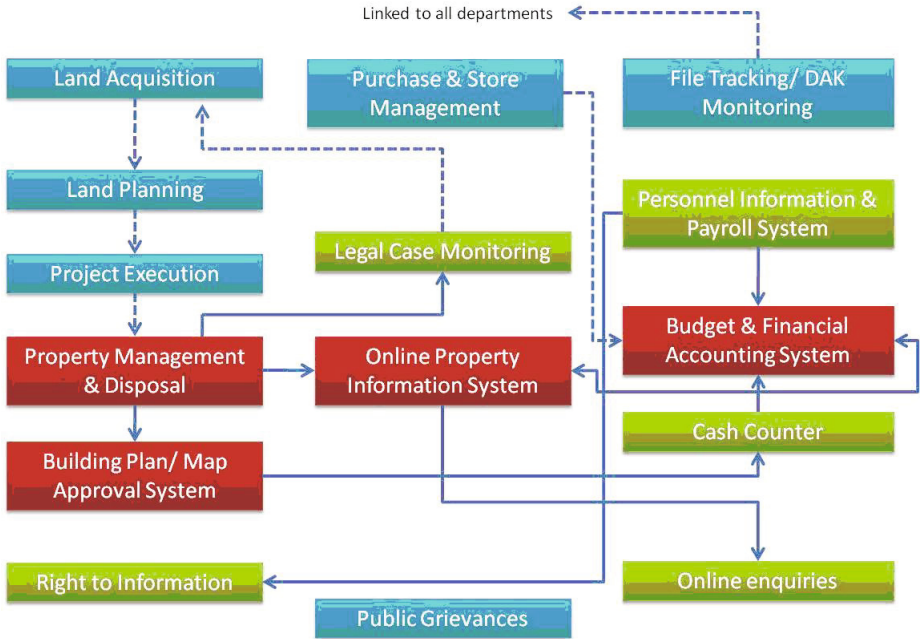 Linked to all departments
Land Acquisition
Purchase & Store
Management
File Tracking/ DAK
Monitoring
Land Planning
Personnel Information &
Payroll System
Legal Case Monitoring
Project Execution
Property Management
& Disposal
Online Property
Information System
Budget & Financial
Accounting System
Cash Counter
Building Plan/ Map
Approval System
Right to Information
Online enquiries
Public Grievances